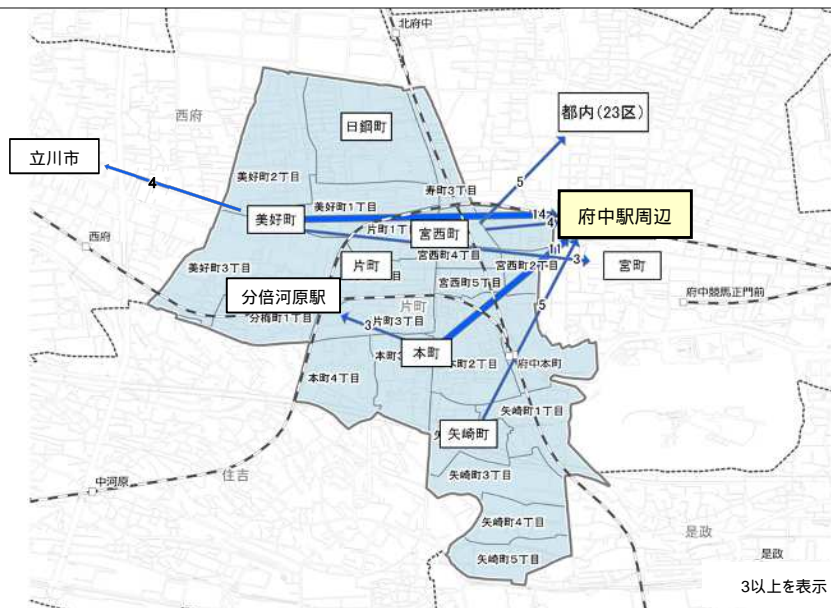 北府中
都内(23区)
日鋼町
西府
立川市
4
美好町2丁目
5
寿町3丁目
美好町1丁目
14
府中駅周辺
美好町
片町1丁
宮西町
4
11
西府
宮西町4丁目
宮西町2丁目
3
宮町
美好町3丁目
片町
丁目
宮西町5丁目
府中競馬正門前
分倍河原駅
片町
5
分梅町1丁目
3
片町3丁目
本町
府中本町
本町3
本町2丁目
本町4丁目
矢崎町1丁目
矢崎町
住吉
矢崎町3丁目
中河原
矢崎町4丁目
是政
矢崎町5丁目
是政
3以上を表示